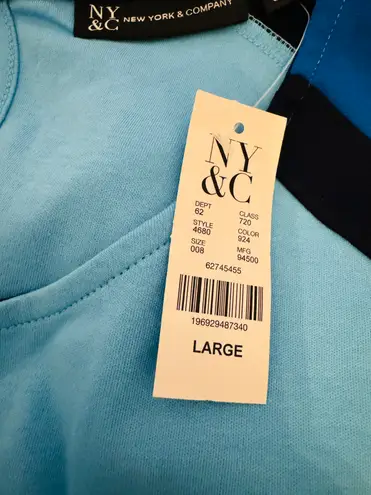 NY
&C NEW YORK & COMPANY
NY
&C
DEPT CLASS
62 720
STYLE COLOR
4680 924
SIZE MFG
008 94500
62745455
196929487340
LARGE